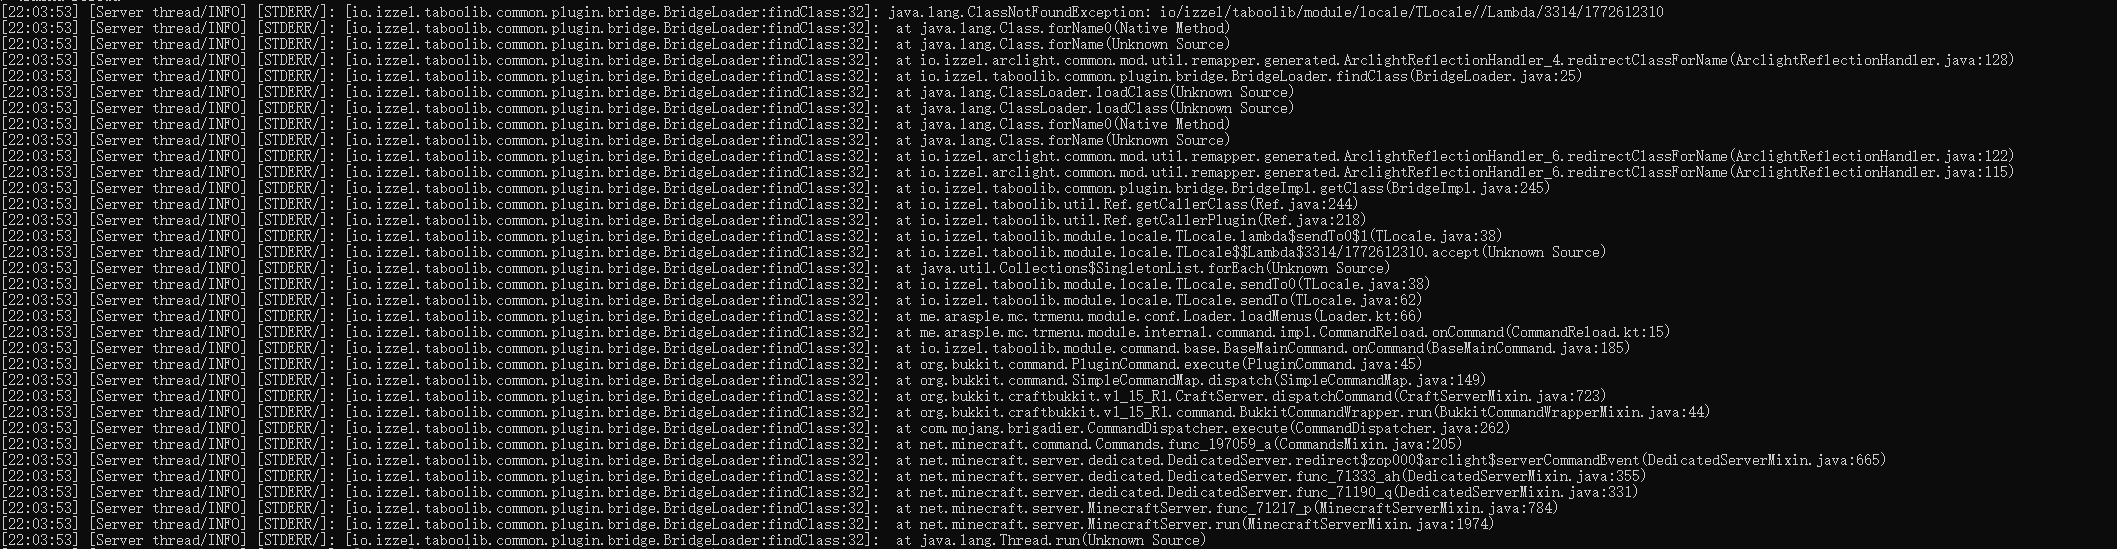 [22:03:53] [Server thread/INFO] [STDERR/]: [io.izzel.taboolib.common.plugin.bridge.BridgeLoader:findClass:32]: java.lang.ClassNotFoundException: io/izzel/taboolib/module/locale/TLocale//Lambda/3314/1772612310
[22:03:53] [Server thread/INFO] [STDERR/]: [io.izzel.taboolib.common.plugin.bridge.BridgeLoader:findClass:32]:  at java.lang.Class.forName0(Native Method)
[22:03:53] [Server thread/INFO] [STDERR/]: [io.izzel.taboolib.common.plugin.bridge.BridgeLoader:findClass:32]:  at java.lang.Class.forName(Unknown Source)
[22:03:53] [Server thread/INFO] [STDERR/]: [io.izzel.taboolib.common.plugin.bridge.BridgeLoader:findClass:32]:  at io.izzel.arclight.common.mod.util.remapper.generated.ArclightReflectionHandler_4.redirectClassForName(ArclightReflectionHandler.java:128)
[22:03:53] [Server thread/INFO] [STDERR/]: [io.izzel.taboolib.common.plugin.bridge.BridgeLoader:findClass:32]:  at io.izzel.taboolib.common.plugin.bridge.BridgeLoader.findClass(BridgeLoader.java:25)
[22:03:53] [Server thread/INFO] [STDERR/]: [io.izzel.taboolib.common.plugin.bridge.BridgeLoader:findClass:32]:  at java.lang.ClassLoader.loadClass(Unknown Source)
[22:03:53] [Server thread/INFO] [STDERR/]: [io.izzel.taboolib.common.plugin.bridge.BridgeLoader:findClass:32]:  at java.lang.ClassLoader.loadClass(Unknown Source)
[22:03:53] [Server thread/INFO] [STDERR/]: [io.izzel.taboolib.common.plugin.bridge.BridgeLoader:findClass:32]:  at java.lang.Class.forName0(Native Method)
[22:03:53] [Server thread/INFO] [STDERR/]: [io.izzel.taboolib.common.plugin.bridge.BridgeLoader:findClass:32]:  at java.lang.Class.forName(Unknown Source)
[22:03:53] [Server thread/INFO] [STDERR/]: [io.izzel.taboolib.common.plugin.bridge.BridgeLoader:findClass:32]:  at io.izzel.arclight.common.mod.util.remapper.generated.ArclightReflectionHandler_6.redirectClassForName(ArclightReflectionHandler.java:122)
[22:03:53] [Server thread/INFO] [STDERR/]: [io.izzel.taboolib.common.plugin.bridge.BridgeLoader:findClass:32]:  at io.izzel.arclight.common.mod.util.remapper.generated.ArclightReflectionHandler_6.redirectClassForName(ArclightReflectionHandler.java:115)
[22:03:53] [Server thread/INFO] [STDERR/]: [io.izzel.taboolib.common.plugin.bridge.BridgeLoader:findClass:32]:  at io.izzel.taboolib.common.plugin.bridge.BridgeImpl.getClass(BridgeImpl.java:245)
[22:03:53] [Server thread/INFO] [STDERR/]: [io.izzel.taboolib.common.plugin.bridge.BridgeLoader:findClass:32]:  at io.izzel.taboolib.util.Ref.getCallerClass(Ref.java:244)
[22:03:53] [Server thread/INFO] [STDERR/]: [io.izzel.taboolib.common.plugin.bridge.BridgeLoader:findClass:32]:  at io.izzel.taboolib.util.Ref.getCallerPlugin(Ref.java:218)
[22:03:53] [Server thread/INFO] [STDERR/]: [io.izzel.taboolib.common.plugin.bridge.BridgeLoader:findClass:32]:  at io.izzel.taboolib.module.locale.TLocale.lambda$sendTo0$1(TLocale.java:38)
[22:03:53] [Server thread/INFO] [STDERR/]: [io.izzel.taboolib.common.plugin.bridge.BridgeLoader:findClass:32]:  at io.izzel.taboolib.module.locale.TLocale$$Lambda$3314/1772612310.accept(Unknown Source)
[22:03:53] [Server thread/INFO] [STDERR/]: [io.izzel.taboolib.common.plugin.bridge.BridgeLoader:findClass:32]:  at java.util.Collections$SingletonList.forEach(Unknown Source)
[22:03:53] [Server thread/INFO] [STDERR/]: [io.izzel.taboolib.common.plugin.bridge.BridgeLoader:findClass:32]:  at io.izzel.taboolib.module.locale.TLocale.sendTo0(TLocale.java:38)
[22:03:53] [Server thread/INFO] [STDERR/]: [io.izzel.taboolib.common.plugin.bridge.BridgeLoader:findClass:32]:  at io.izzel.taboolib.module.locale.TLocale.sendTo(TLocale.java:62)
[22:03:53] [Server thread/INFO] [STDERR/]: [io.izzel.taboolib.common.plugin.bridge.BridgeLoader:findClass:32]:  at me.arasple.mc.trmenu.module.conf.Loader.loadMenus(Loader.kt:66)
[22:03:53] [Server thread/INFO] [STDERR/]: [io.izzel.taboolib.common.plugin.bridge.BridgeLoader:findClass:32]:  at me.arasple.mc.trmenu.module.internal.command.impl.CommandReload.onCommand(CommandReload.kt:15)
[22:03:53] [Server thread/INFO] [STDERR/]: [io.izzel.taboolib.common.plugin.bridge.BridgeLoader:findClass:32]:  at io.izzel.taboolib.module.command.base.BaseMainCommand.onCommand(BaseMainCommand.java:185)
[22:03:53] [Server thread/INFO] [STDERR/]: [io.izzel.taboolib.common.plugin.bridge.BridgeLoader:findClass:32]:  at org.bukkit.command.PluginCommand.execute(PluginCommand.java:45)
[22:03:53] [Server thread/INFO] [STDERR/]: [io.izzel.taboolib.common.plugin.bridge.BridgeLoader:findClass:32]:  at org.bukkit.command.SimpleCommandMap.dispatch(SimpleCommandMap.java:149)
[22:03:53] [Server thread/INFO] [STDERR/]: [io.izzel.taboolib.common.plugin.bridge.BridgeLoader:findClass:32]:  at org.bukkit.craftbukkit.v1_15_R1.CraftServer.dispatchCommand(CraftServerMixin.java:723)
[22:03:53] [Server thread/INFO] [STDERR/]: [io.izzel.taboolib.common.plugin.bridge.BridgeLoader:findClass:32]:  at org.bukkit.craftbukkit.v1_15_R1.command.BukkitCommandWrapper.run(BukkitCommandWrapperMixin.java:44)
[22:03:53] [Server thread/INFO] [STDERR/]: [io.izzel.taboolib.common.plugin.bridge.BridgeLoader:findClass:32]:  at com.mojang.brigadier.CommandDispatcher.execute(CommandDispatcher.java:262)
[22:03:53] [Server thread/INFO] [STDERR/]: [io.izzel.taboolib.common.plugin.bridge.BridgeLoader:findClass:32]:  at net.minecraft.command.Commands.func_197059_a(CommandsMixin.java:205)
[22:03:53] [Server thread/INFO] [STDERR/]: [io.izzel.taboolib.common.plugin.bridge.BridgeLoader:findClass:32]:  at net.minecraft.server.dedicated.DedicatedServer.redirect$zop000$arclight$serverCommandEvent(DedicatedServerMixin.java:665)
[22:03:53] [Server thread/INFO] [STDERR/]: [io.izzel.taboolib.common.plugin.bridge.BridgeLoader:findClass:32]:  at net.minecraft.server.dedicated.DedicatedServer.func_71333_ah(DedicatedServerMixin.java:355)
[22:03:53] [Server thread/INFO] [STDERR/]: [io.izzel.taboolib.common.plugin.bridge.BridgeLoader:findClass:32]:  at net.minecraft.server.dedicated.DedicatedServer.func_71190_q(DedicatedServerMixin.java:331)
[22:03:53] [Server thread/INFO] [STDERR/]: [io.izzel.taboolib.common.plugin.bridge.BridgeLoader:findClass:32]:  at net.minecraft.server.MinecraftServer.func_71217_p(MinecraftServerMixin.java:784)
[22:03:53] [Server thread/INFO] [STDERR/]: [io.izzel.taboolib.common.plugin.bridge.BridgeLoader:findClass:32]:  at net.minecraft.server.MinecraftServer.run(MinecraftServerMixin.java:1974)
[22:03:53] [Server thread/INFO] [STDERR/]: [io.izzel.taboolib.common.plugin.bridge.BridgeLoader:findClass:32]:  at java.lang.Thread.run(Unknown Source)